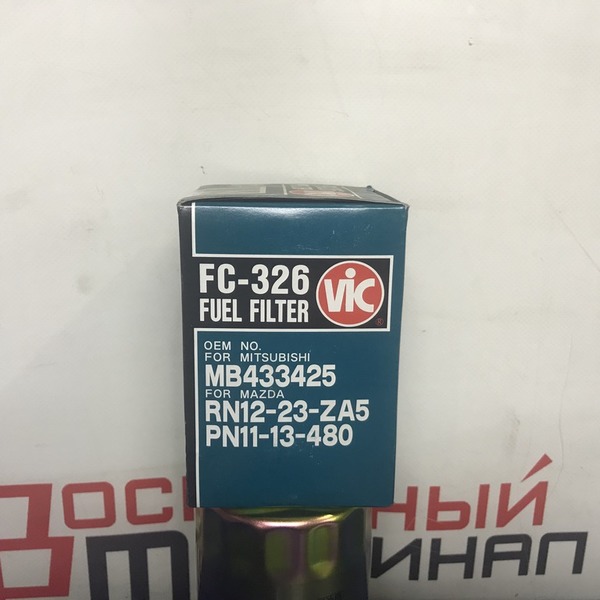 FC-326
FUEL FILTER
VIC
®
OEM NO.
FOR MITSUBISHI
MB433425
FOR MAZDA
RN12-23-ZA5
PN11-13-480